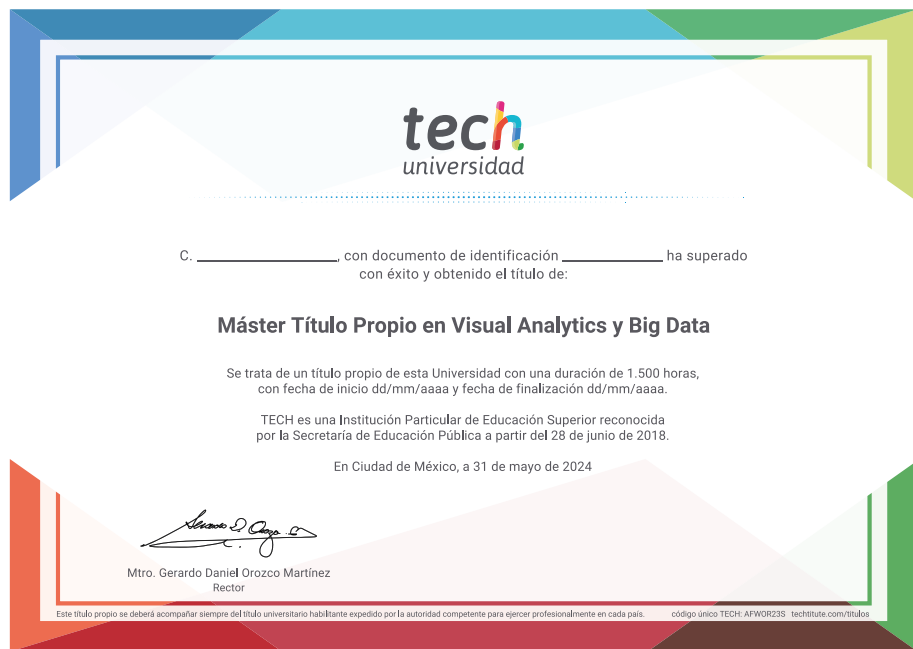 tech
universidad
C. ____________________, con documento de identificación ______________ ha superado
con éxito y obtenido el título de:
Máster Título Propio en Visual Analytics y Big Data
Se trata de un título propio de esta Universidad con una duración de 1.500 horas,
con fecha de inicio dd/mm/aaaa y fecha de finalización dd/mm/aaaa.
TECH es una Institución Particular de Educación Superior reconocida
por la Secretaría de Educación Pública a partir del 28 de junio de 2018.
En Ciudad de México, a 31 de mayo de 2024
Mtro. Gerardo Daniel Orozco Martínez
Rector
Este título propio se deberá acompañar siempre del título universitario habilitante expedido por la autoridad competente para ejercer profesionalmente en cada país. código único TECH: AFWOR23S techtitute.com/titulos